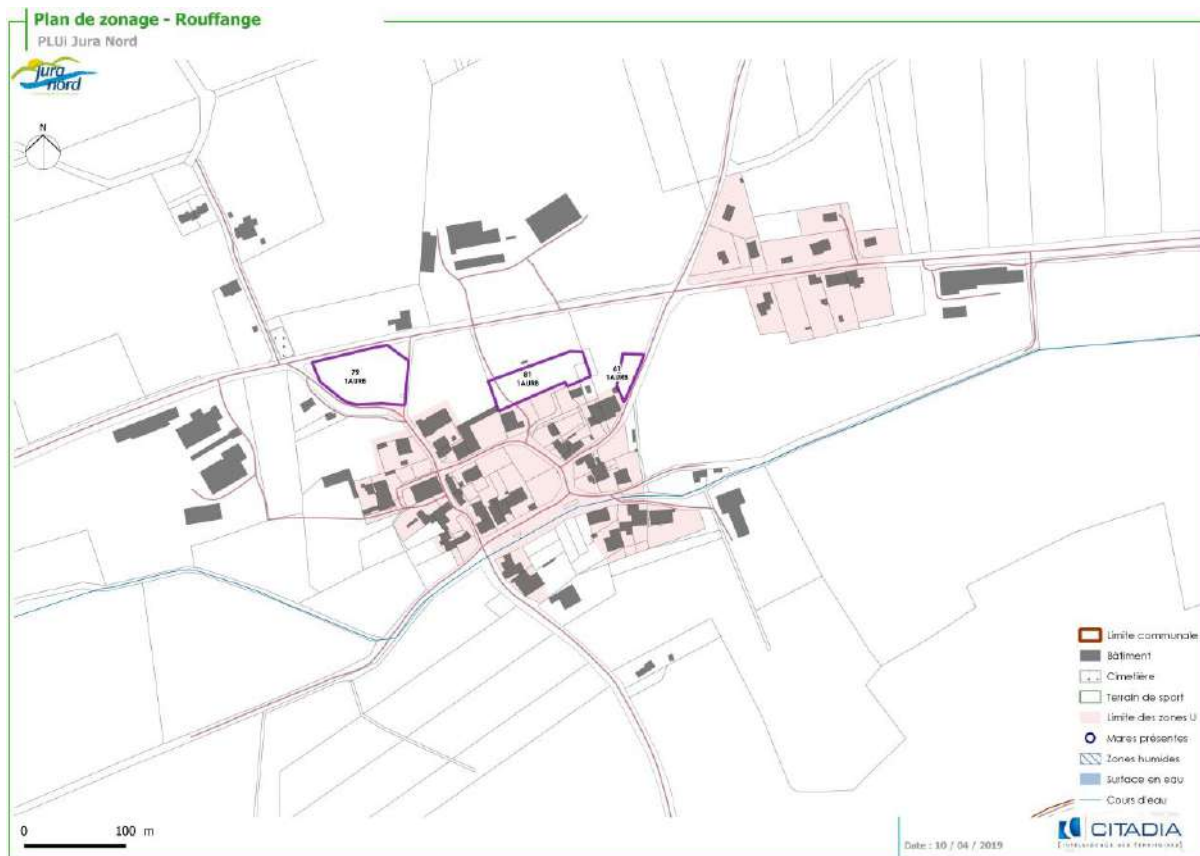 Plan de zonage - Rouffange
PLUi Jura Nord
jura
nord
N
79
1AURB
81
1AURB
61
1AURB
Limite communale
Bâtiment
Cimetière
Terrain de sport
Limite des zones U
Mares présentes
Zones humides
Surface en eau
Cours d'eau
0 100 m
Date : 10 / 04 / 2019
CITADIA